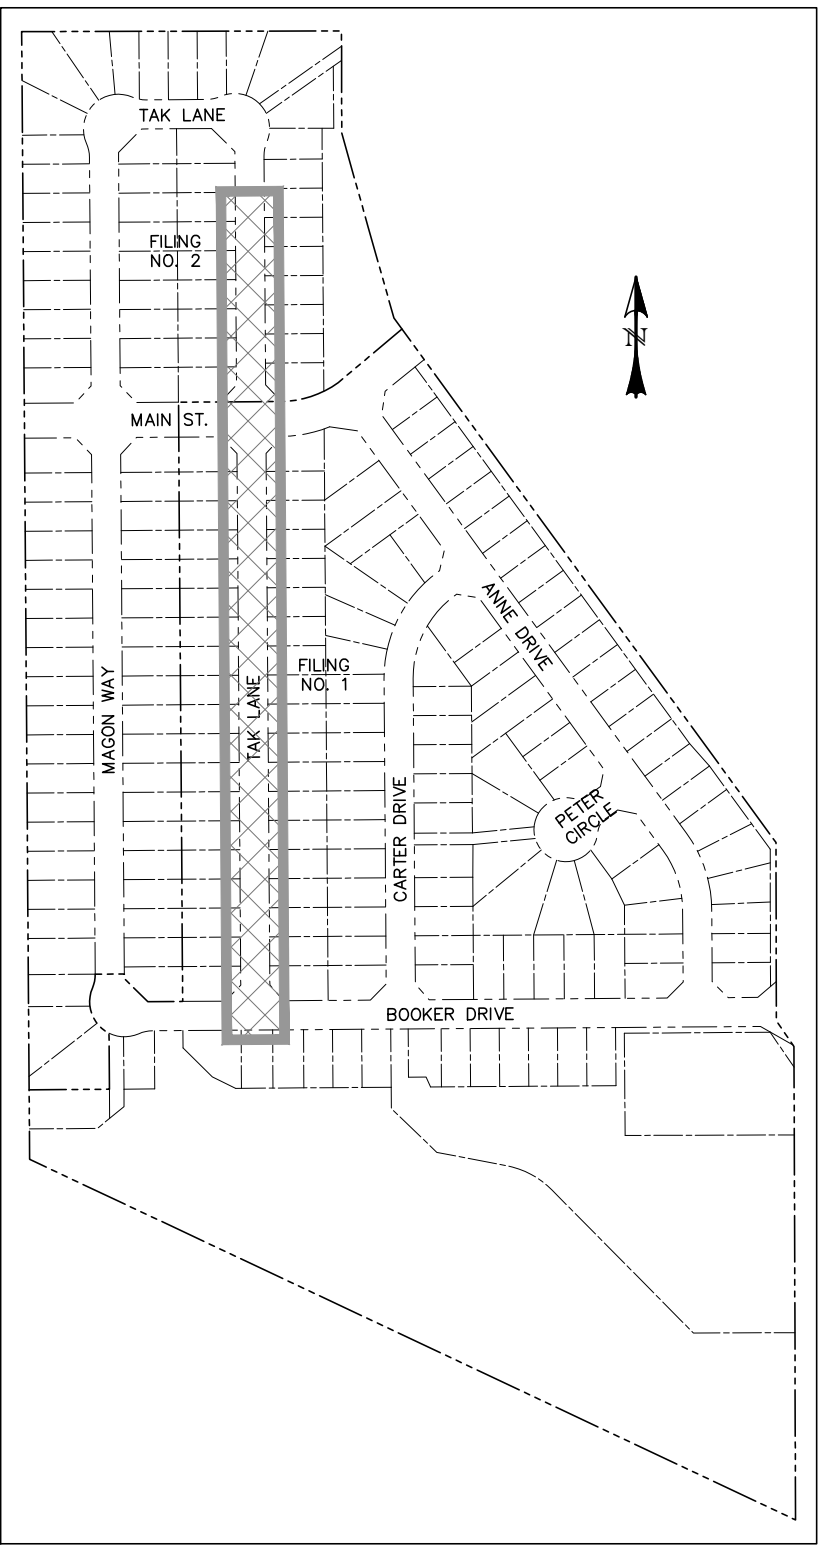 TAK LANE
FILING
NO. 2
N
MAIN ST.
ANNE DRIVE
FILING
NO. 1
MAGON WAY
TAK LANE
CARTER DRIVE
PETER
CIRCLE
BOOKER DRIVE